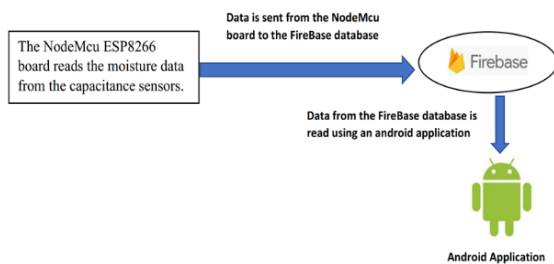 Data is sent from the NodeMcu
board to the FireBase database
The NodeMcu ESP8266
board reads the moisture data
from the capacitance sensors.
Firebase
Data from the FireBase database is
read using an android application
Android Application